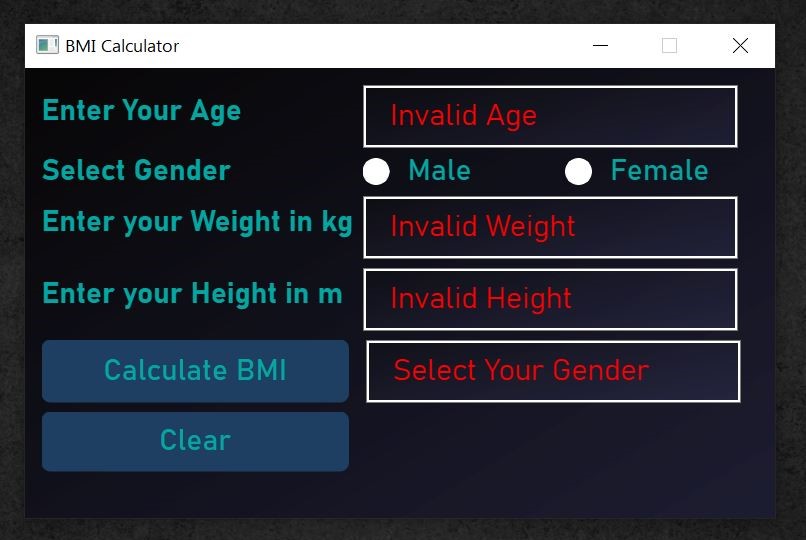 BMI Calculator
Enter Your Age
Invalid Age
Select Gender
Male
Female
Enter your Weight in kg
Invalid Weight
Enter your Height in m
Invalid Height
Calculate BMI
Select Your Gender
Clear